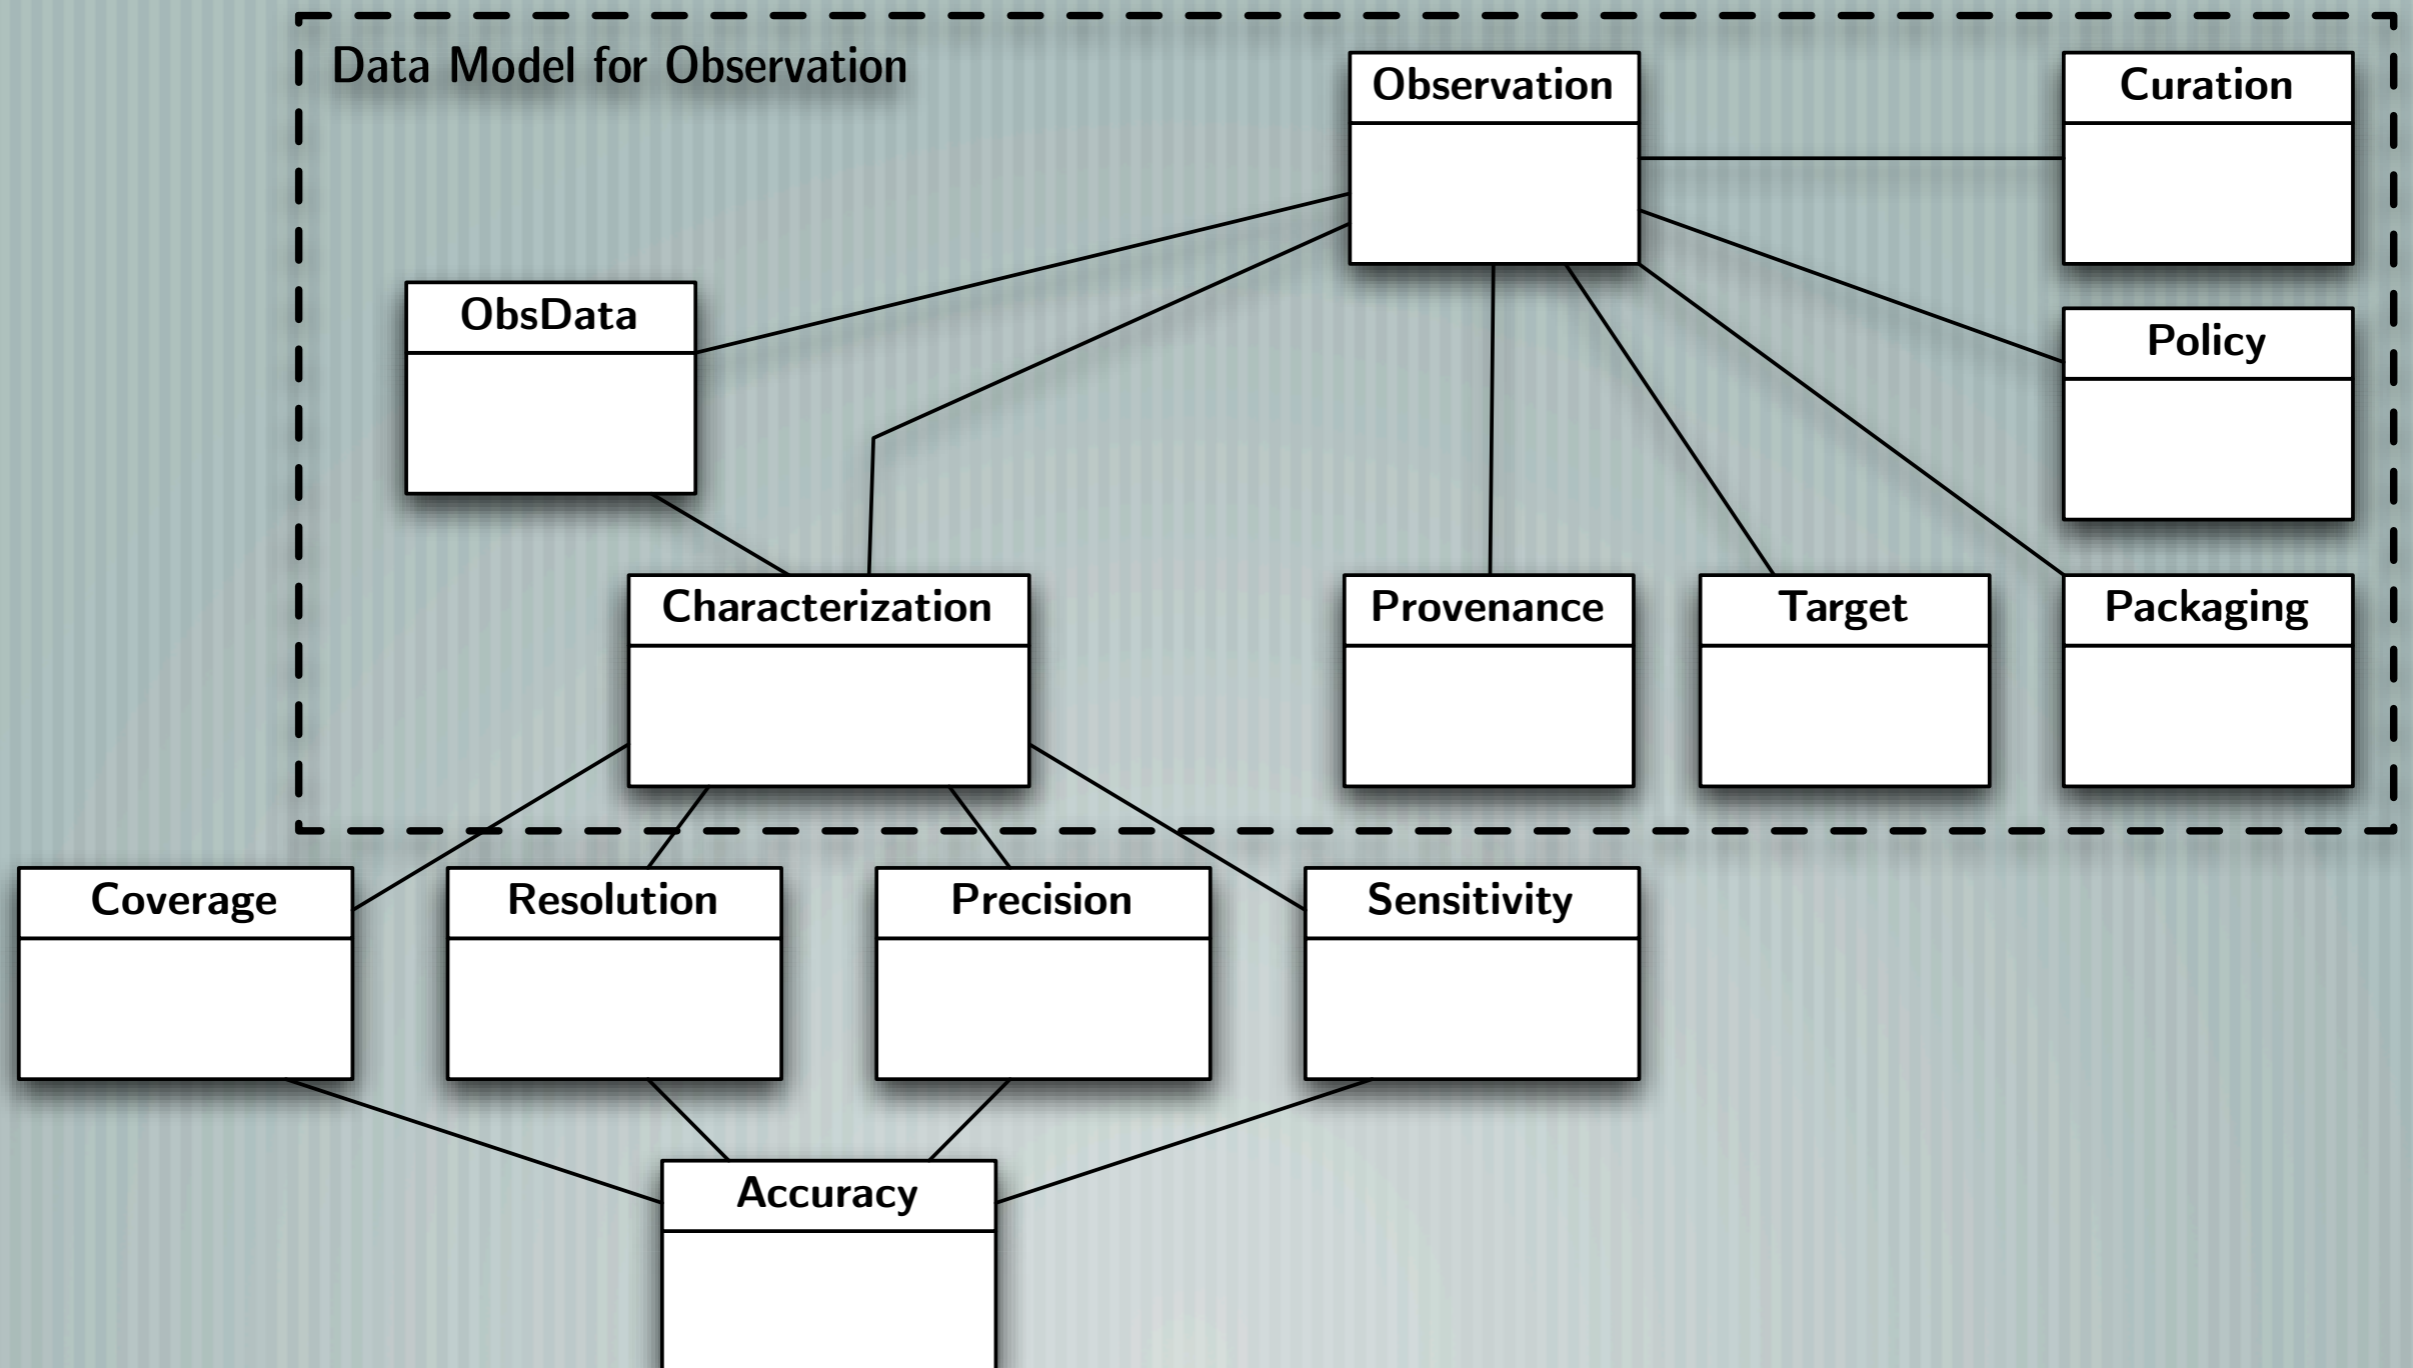 Data Model for Observation
Observation
Curation
ObsData
Policy
Characterization
Provenance
Target
Packaging
Coverage
Resolution
Precision
Sensitivity
Accuracy